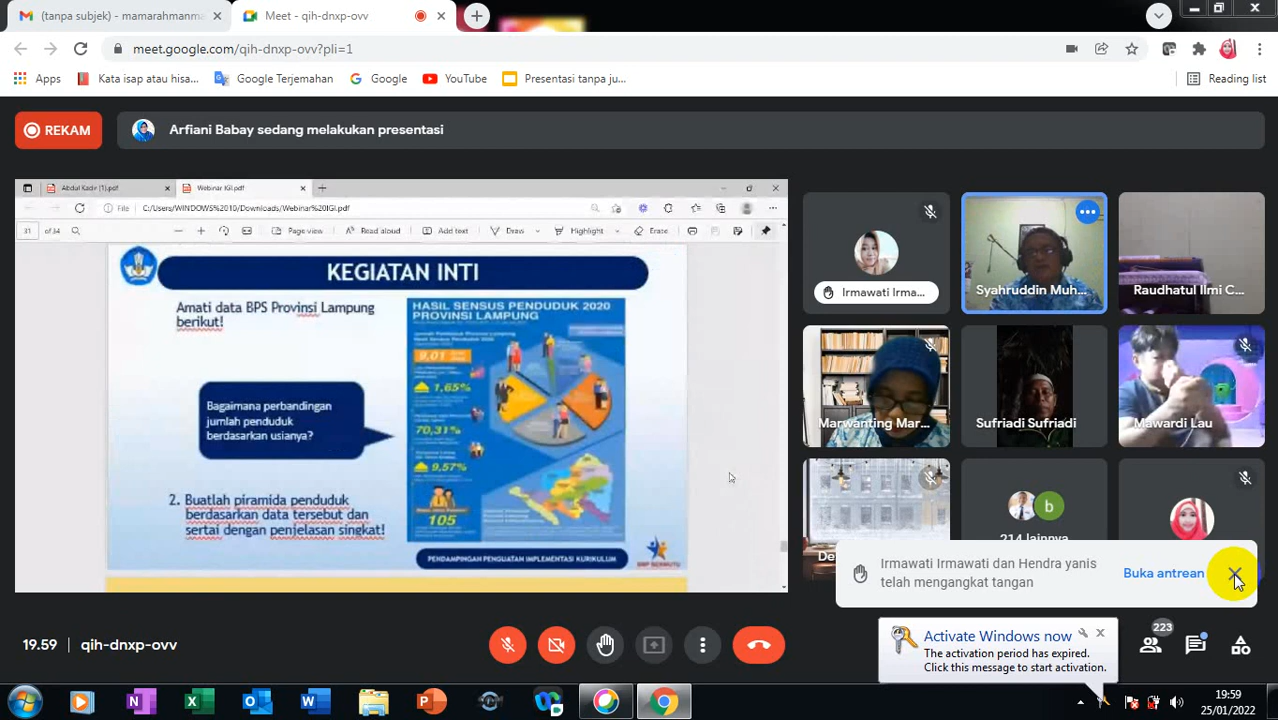 (tanpa subjek) - mamarahmanma
Meet - qih-dnxp-ovv
meet.google.com/qih-dnxp-ovv?pli=1
Apps
Kata isap atau hisa...
Google Terjemahan
Google
YouTube
Presentasi tanpa ju...
Reading list
REKAM
Arfiani Babay sedang melakukan presentasi
Abdul Kadir (1).pdf
Webinar IGI.pdf
File
C:/Users/WINDOWS%2010/Downloads/Webinar%20IGI.pdf
31 of 34
Page view
Read aloud
Add text
Draw
Highlight
Erase
KEGIATAN INTI
Amati data BPS Provinsi Lampung
berikut!
Bagaimana perbandingan
jumlah penduduk
berdasarkan usianya?
2. Buatlah piramida penduduk
berdasarkan data tersebut dan
sertai dengan penjelasan singkat!
HASIL SENSUS PENDUDUK 2020
PROVINSI LAMPUNG
9,01
1,65%
70,31%
9,57%
105
PENDAMPINGAN PENGUATAN IMPLEMENTASI KURIKULUM
Irmawati Irma...
Syahruddin Muh...
Raudhatul Ilmi C...
Marwanting Mar...
Sufriadi Sufriadi
Mawardi Lau
De
b
214 lainnya
Irmawati Irmawati dan Hendra yanis
telah mengangkat tangan
Buka antrean
19.59
qih-dnxp-ovv
223
Activate Windows now
The activation period has expired.
Click this message to start activation.
19:59
25/01/2022